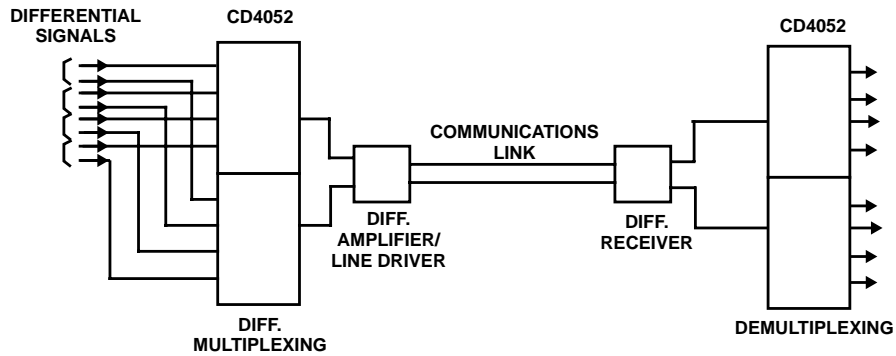 DIFFERENTIAL
SIGNALS
CD4052
CD4052
COMMUNICATIONS
LINK
DIFF.
AMPLIFIER/
LINE DRIVER
DIFF.
RECEIVER
DIFF.
MULTIPLEXING
DEMULTIPLEXING